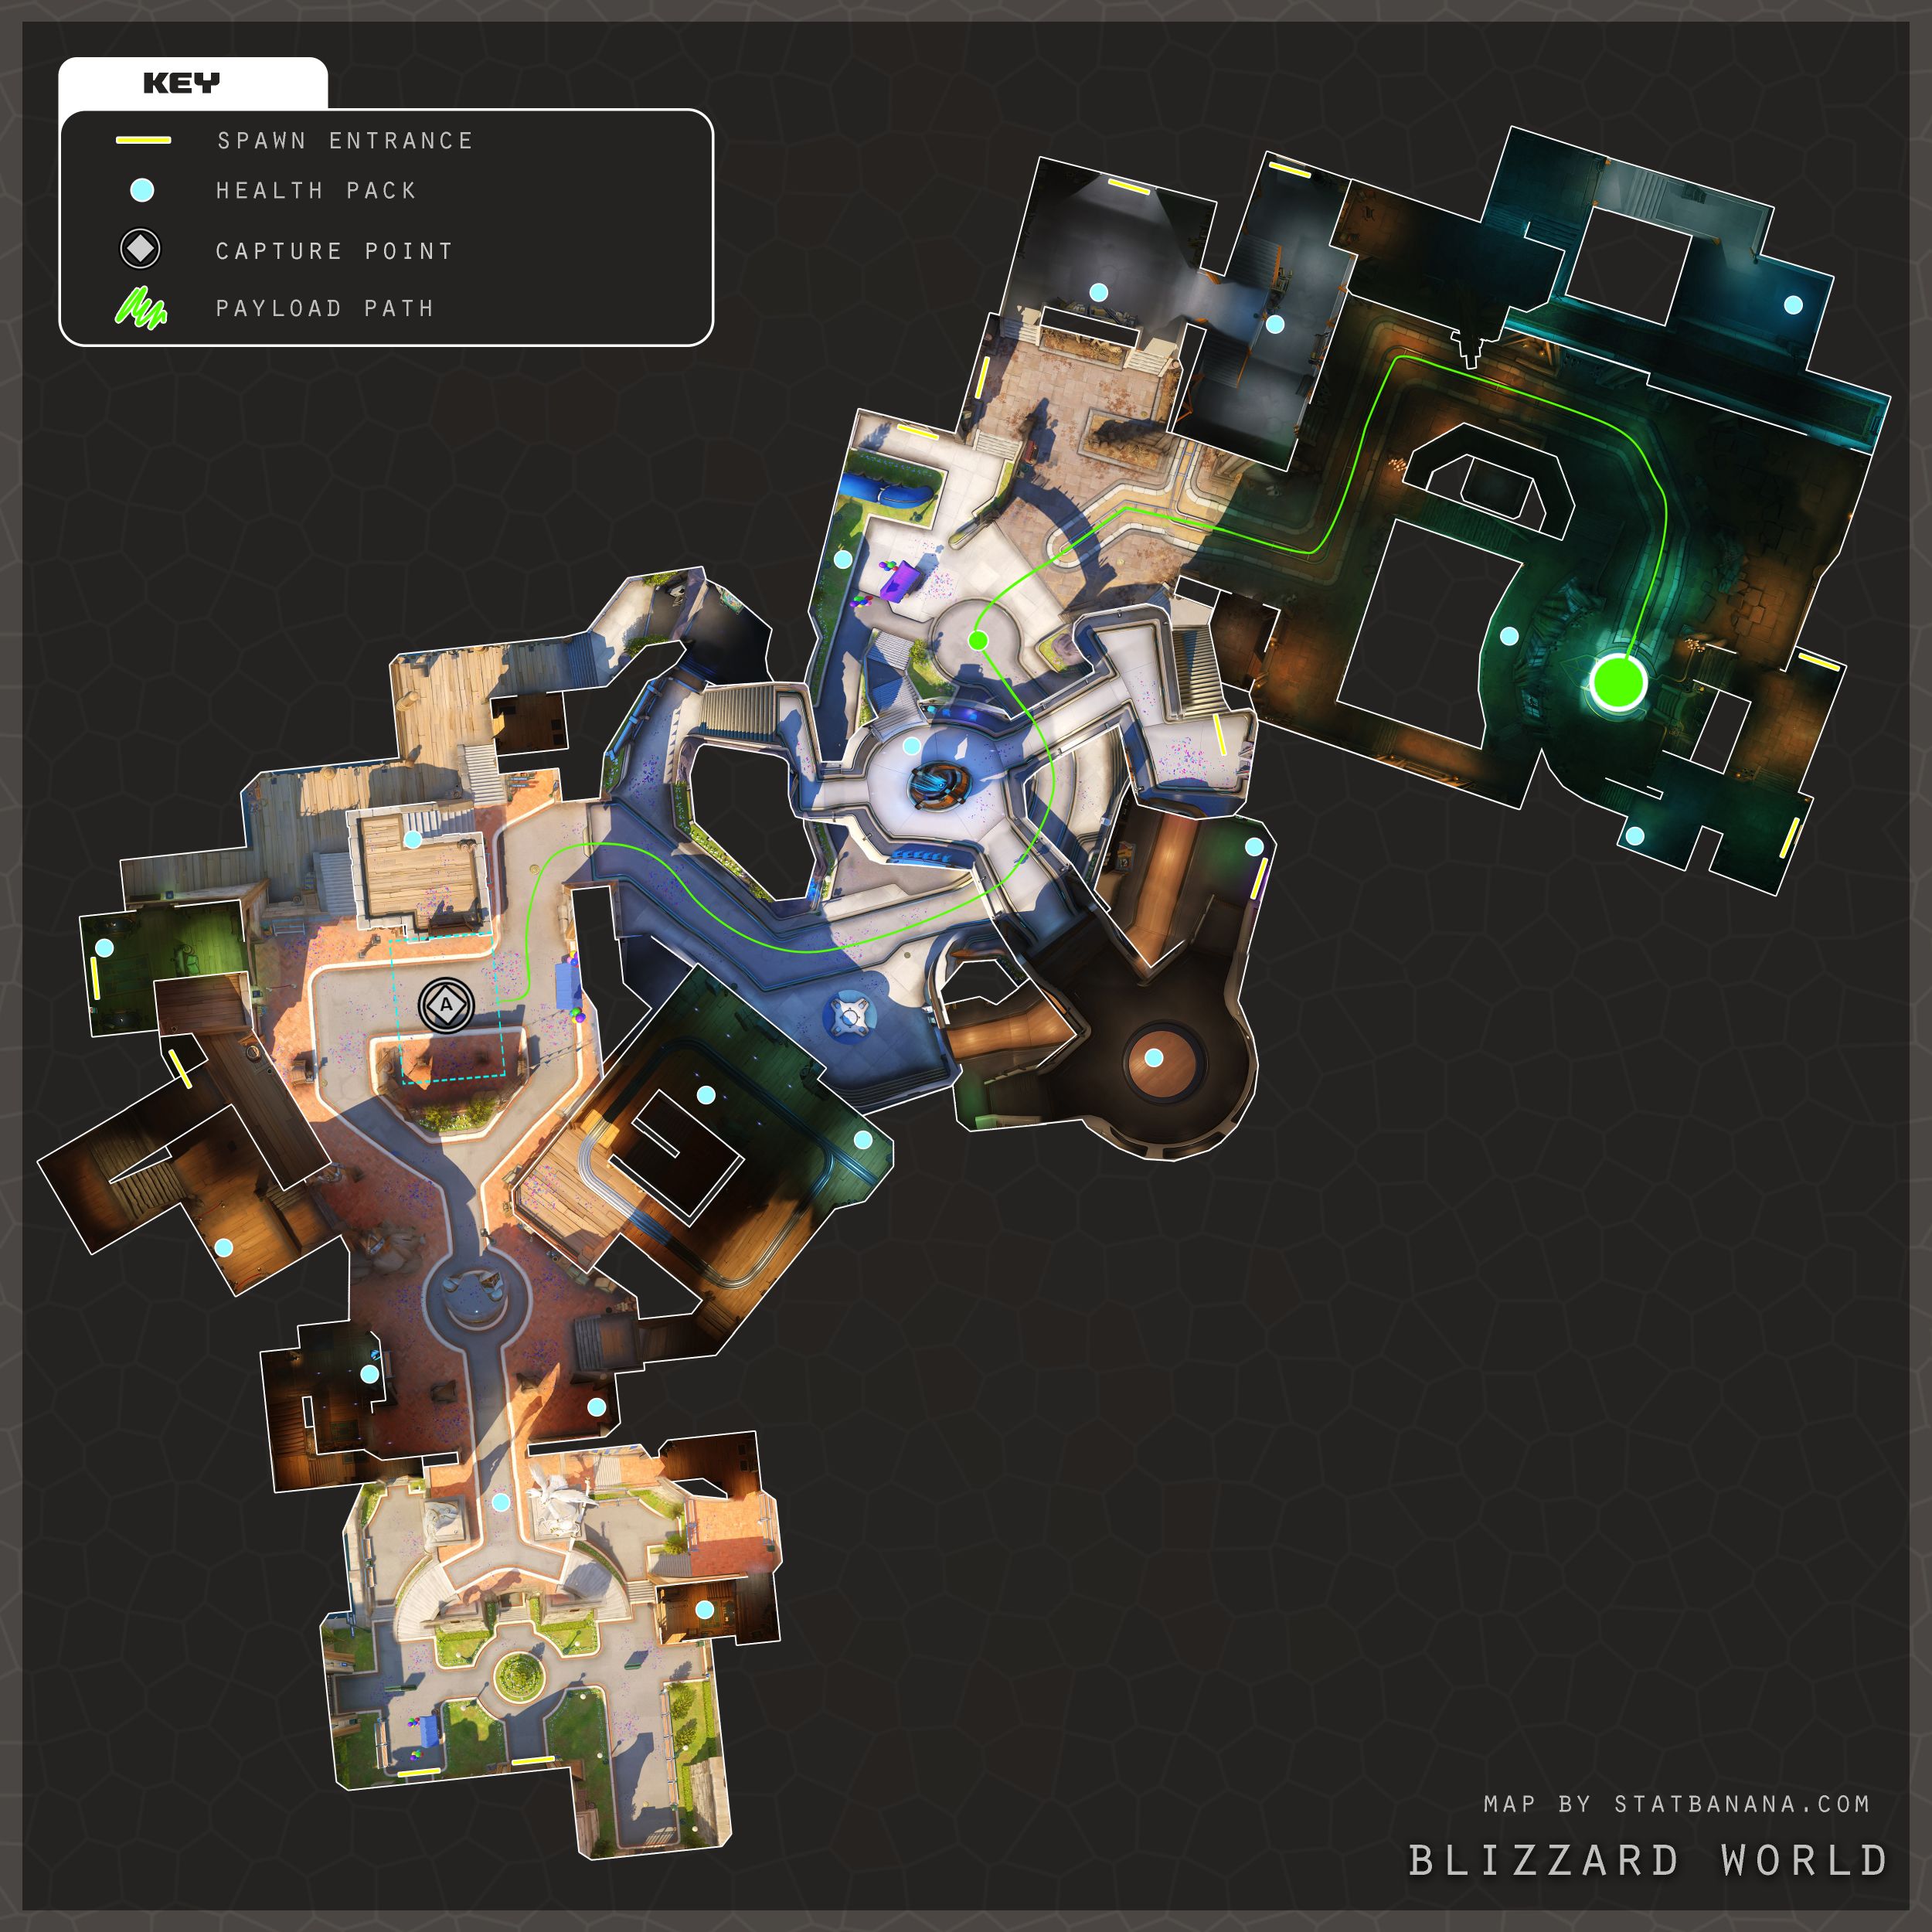 KEY
SPAWN ENTRANCE
HEALTH PACK
CAPTURE POINT
PAYLOAD PATH
A
MAP BY STATBANANA.COM
BLIZZARD WORLD